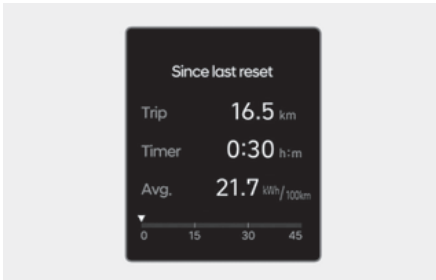 Since last reset
Trip 16.5 km
Timer 0:30 h:m
Avg. 21.7 kWh/100km
0 15 30 45